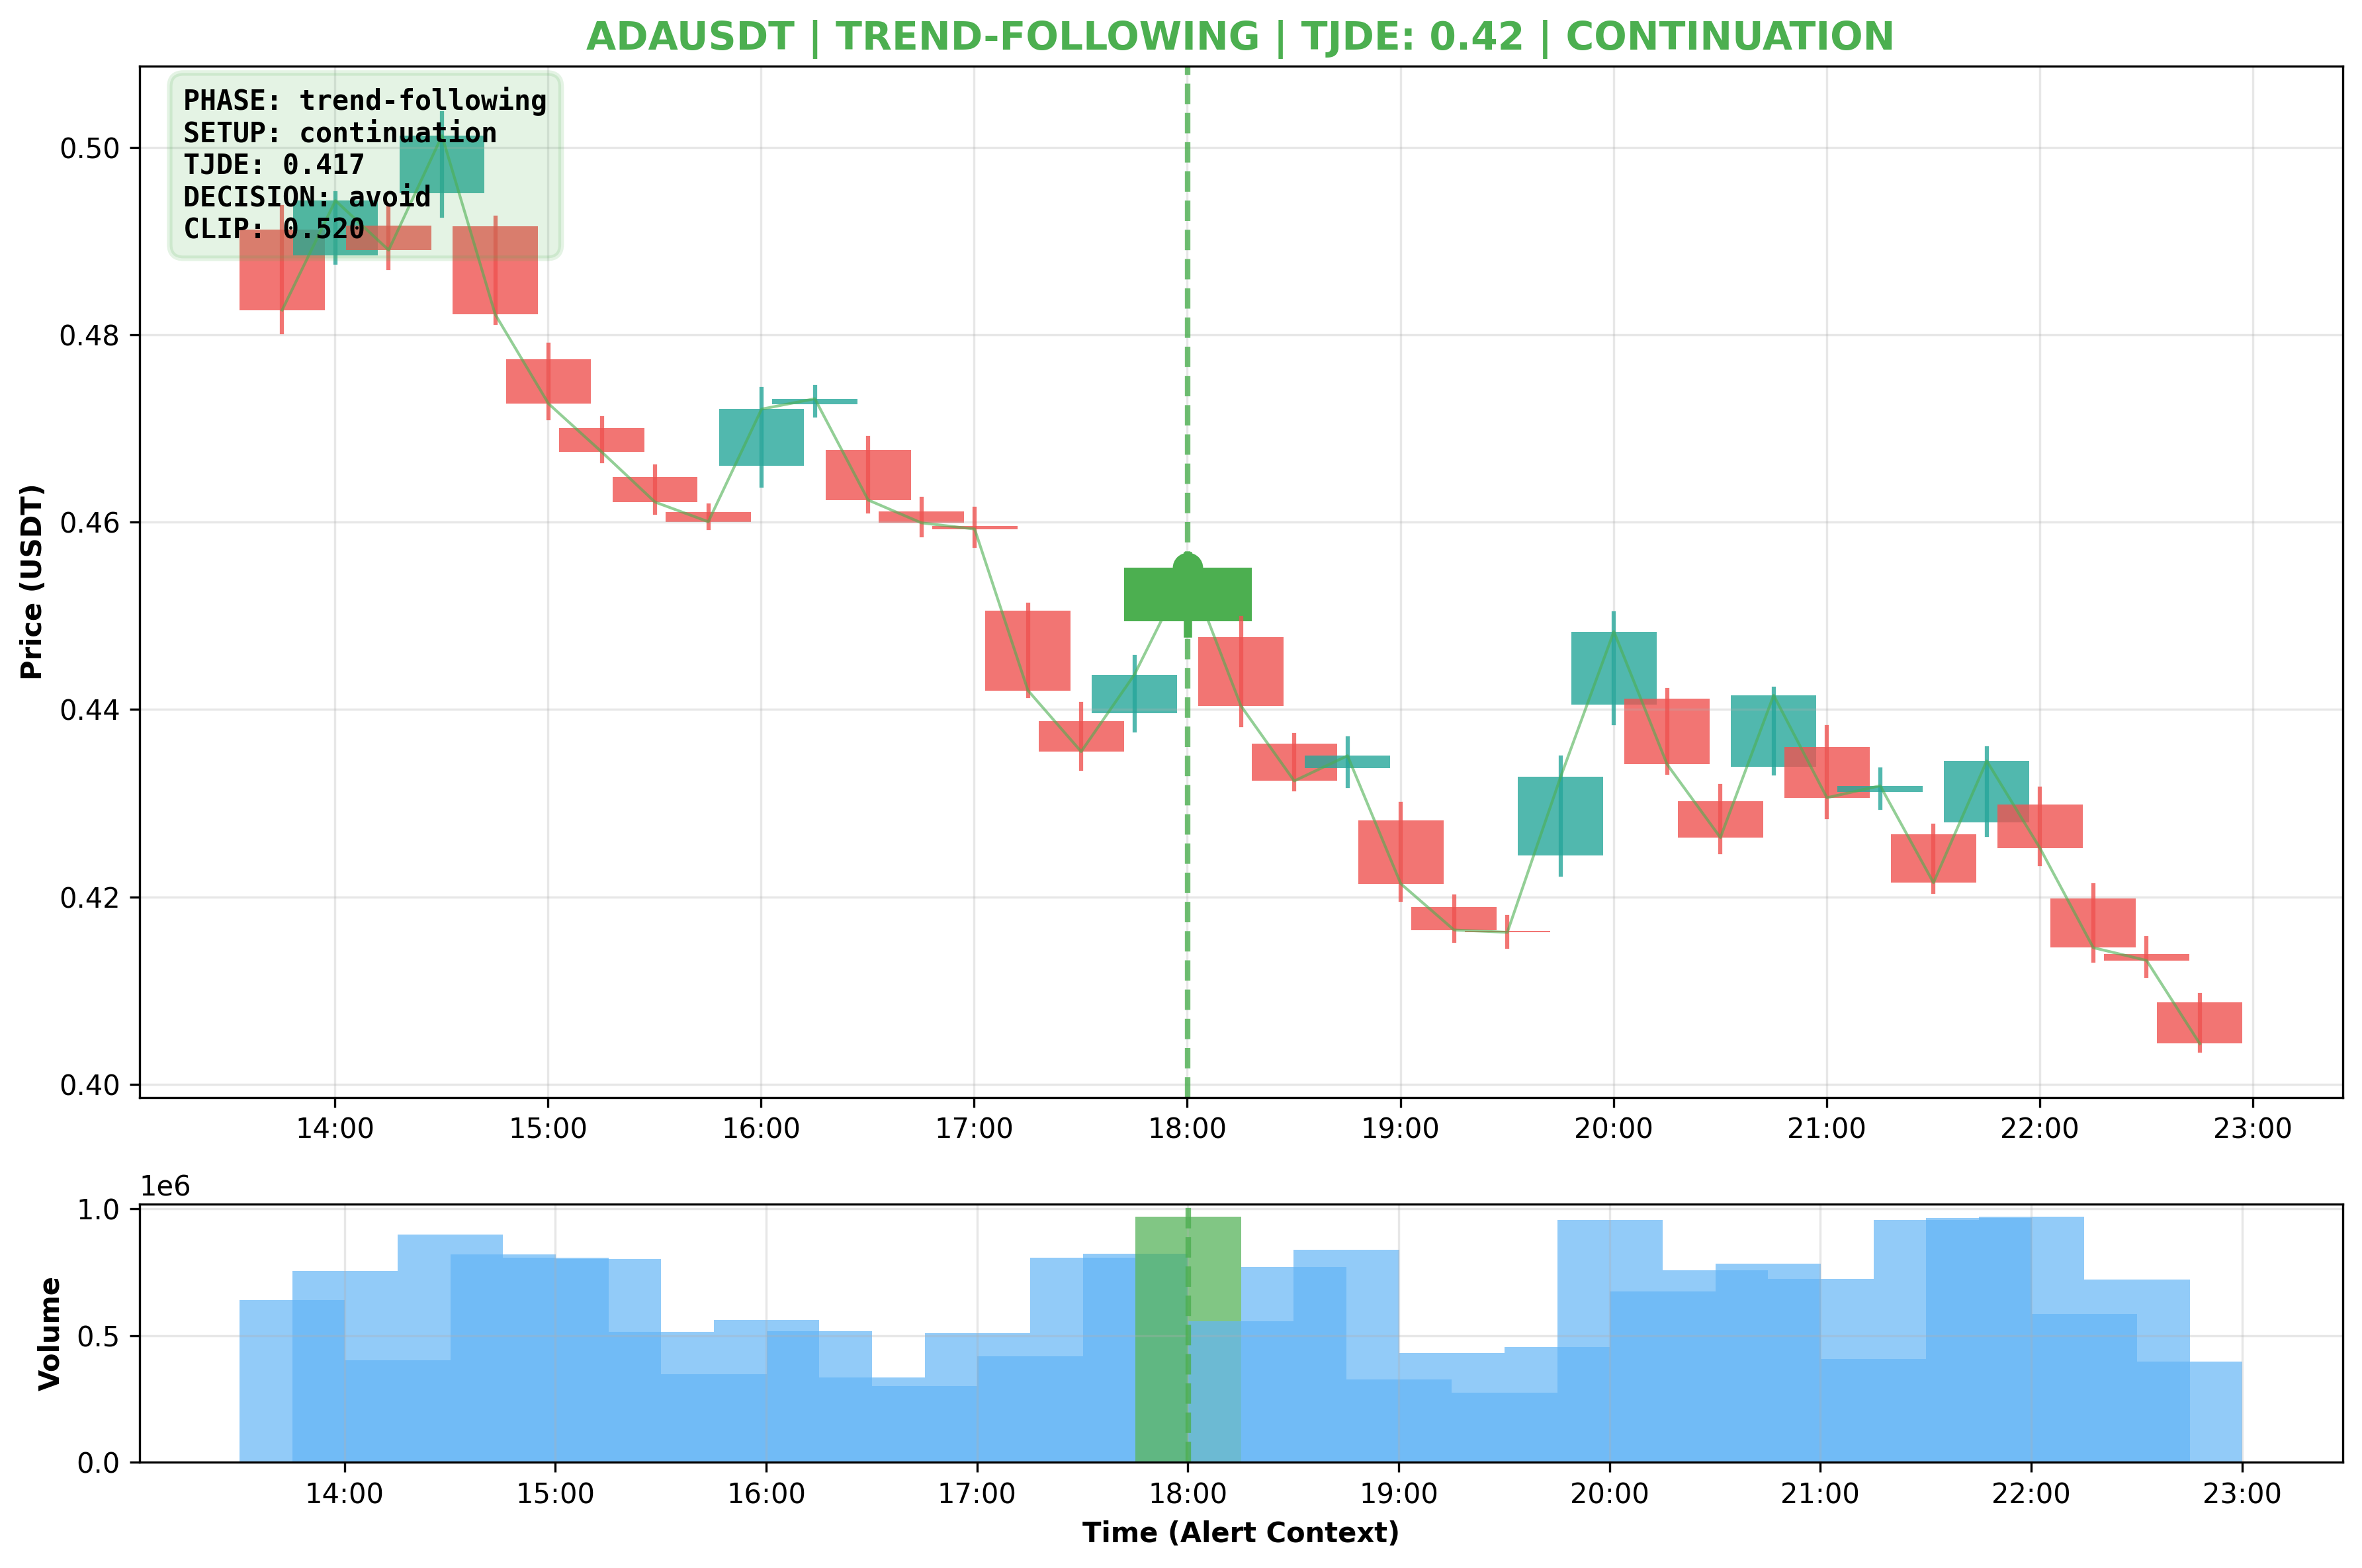 ADAUSDT | TREND-FOLLOWING | TJDE: 0.42 | CONTINUATION
PHASE: trend-following
SETUP: continuation
TJDE: 0.417
DECISION: avoid
CLIP: 0.520
Price (USDT)
0.50
0.48
0.46
0.44
0.42
0.40
14:00 15:00 16:00 17:00 18:00 19:00 20:00 21:00 22:00 23:00
1e6
Volume
1.0
0.5
0.0
14:00 15:00 16:00 17:00 18:00 19:00 20:00 21:00 22:00 23:00
Time (Alert Context)